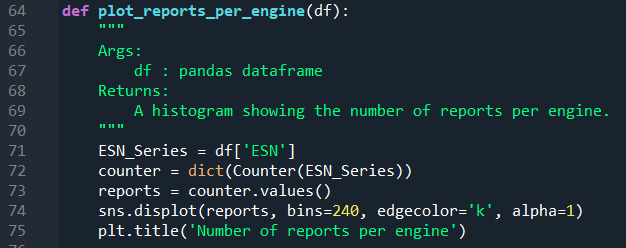 64 def plot_reports_per_engine(df):
65     """
66     Args:
67         df : pandas dataframe
68     Returns:
69         A histogram showing the number of reports per engine.
70     """
71     ESN_Series = df['ESN']
72     counter = dict(Counter(ESN_Series))
73     reports = counter.values()
74     sns.displot(reports, bins=240, edgecolor='k', alpha=1)
75     plt.title('Number of reports per engine')